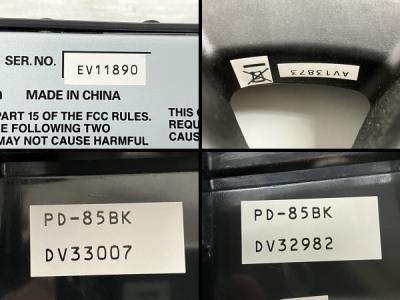 SER. NO. EV11890
MADE IN CHINA
PART 15 OF THE FCC RULES. THIS
E FOLLOWING TWO REQU
MAY NOT CAUSE HARMFUL CAUS
AV13873
PD-85BK
DV33007
PD-85BK
DV32982